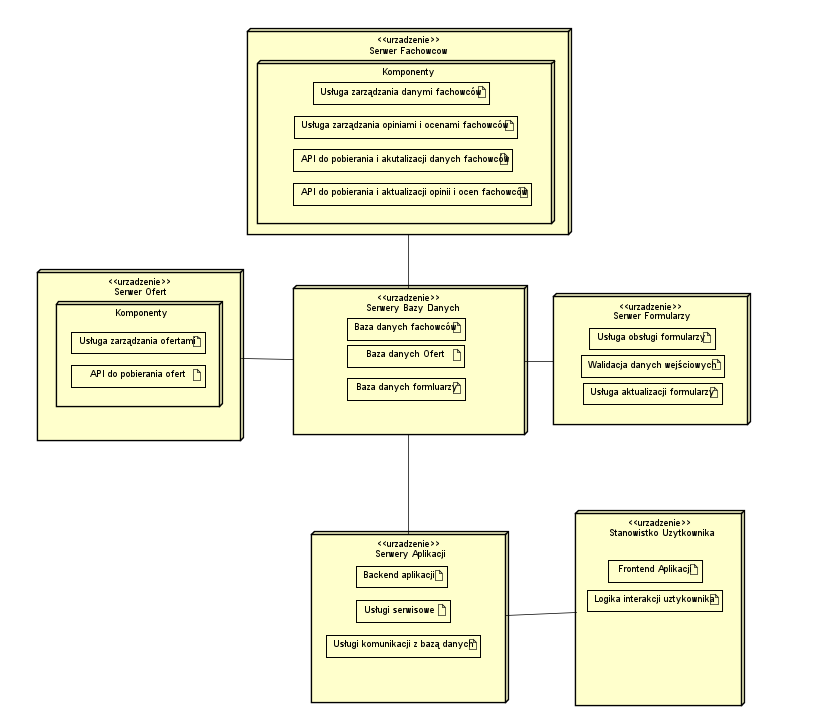 <<urzadzenie>>
Serwer Fachowcow
Komponenty
Usługa zarządzania danymi fachowców
Usługa zarządzania opiniami i ocenami fachowców
API do pobierania i akutalizacji danych fachowców
API do pobierania i aktualizacji opinii i ocen fachowców
<<urzadzenie>>
Serwer Ofert
Komponenty
Usługa zarządzania ofertami
API do pobierania ofert
<<urzadzenie>>
Serwery Bazy Danych
Baza danych fachowców
Baza danych Ofert
Baza danych formluarzy
<<urzadzenie>>
Serwer Formularzy
Usługa obsługi formularzy
Walidacja danych wejściowych
Usługa aktualizacji formularzy
<<urzadzenie>>
Serwery Aplikacji
Backend aplikacji
Usługi serwisowe
Usługi komunikacji z bazą danych
<<urzadzenie>>
Stanowistko Uzytkownika
Frontend Aplikacji
Logika interakcji uztykownika